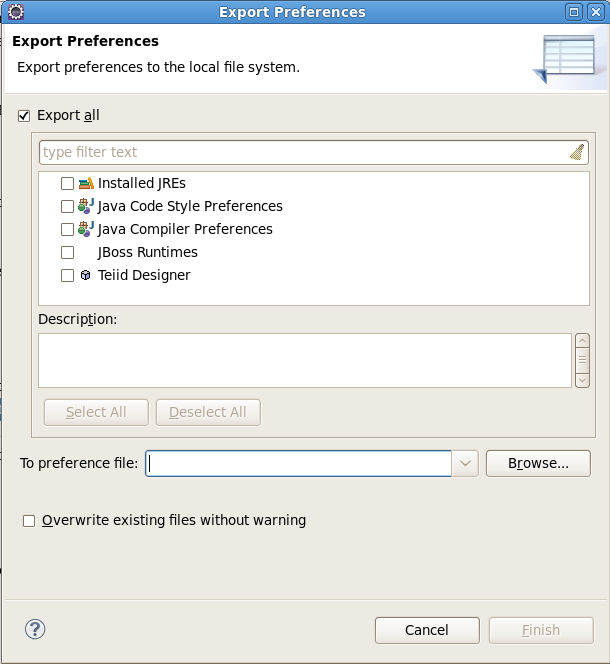 Export Preferences
Export Preferences
Export preferences to the local file system.
Export all
type filter text
Installed JREs
Java Code Style Preferences
Java Compiler Preferences
JBoss Runtimes
Teiid Designer
Description:
Select All Deselect All
To preference file: Browse...
Overwrite existing files without warning
Cancel Finish